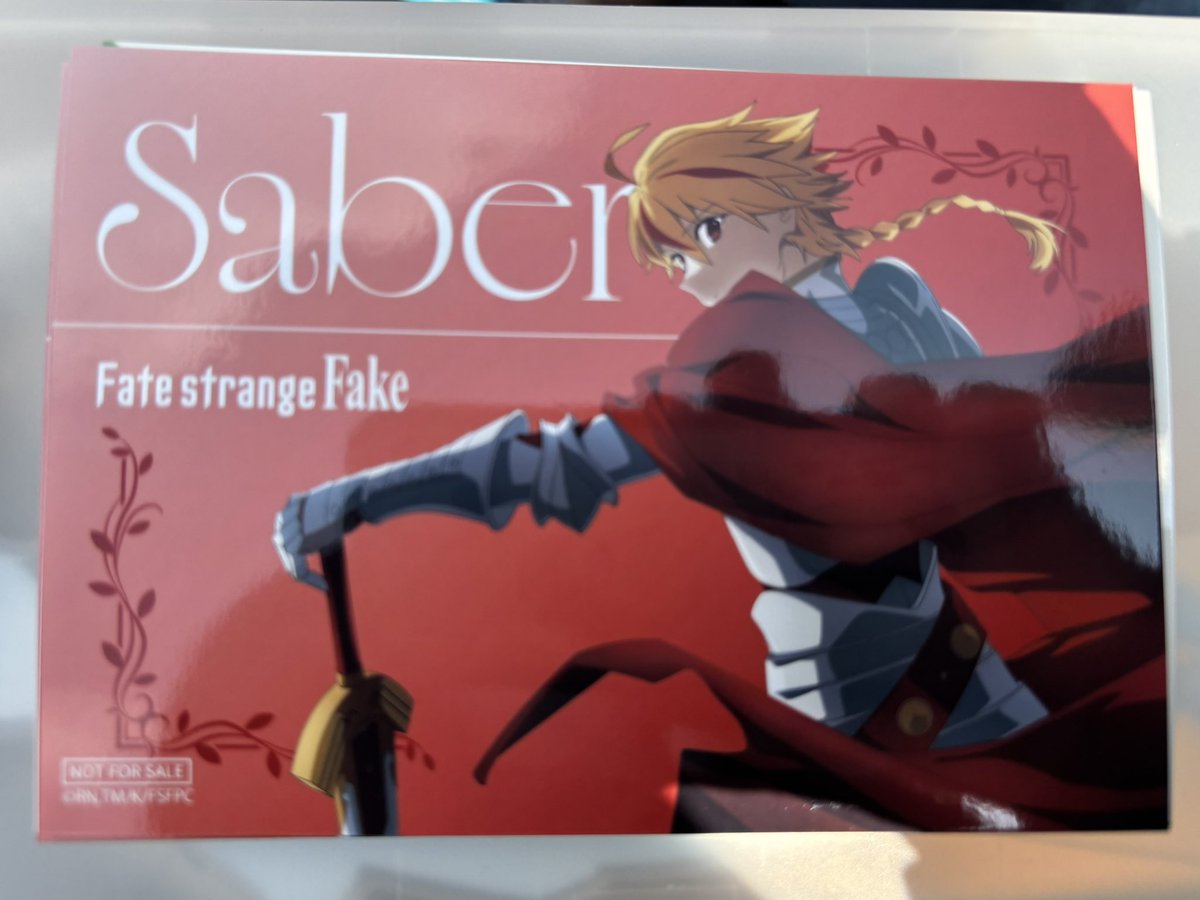 Saber
Fate strange Fake
NOT FOR SALE
©RN,TM/K/FSFPC